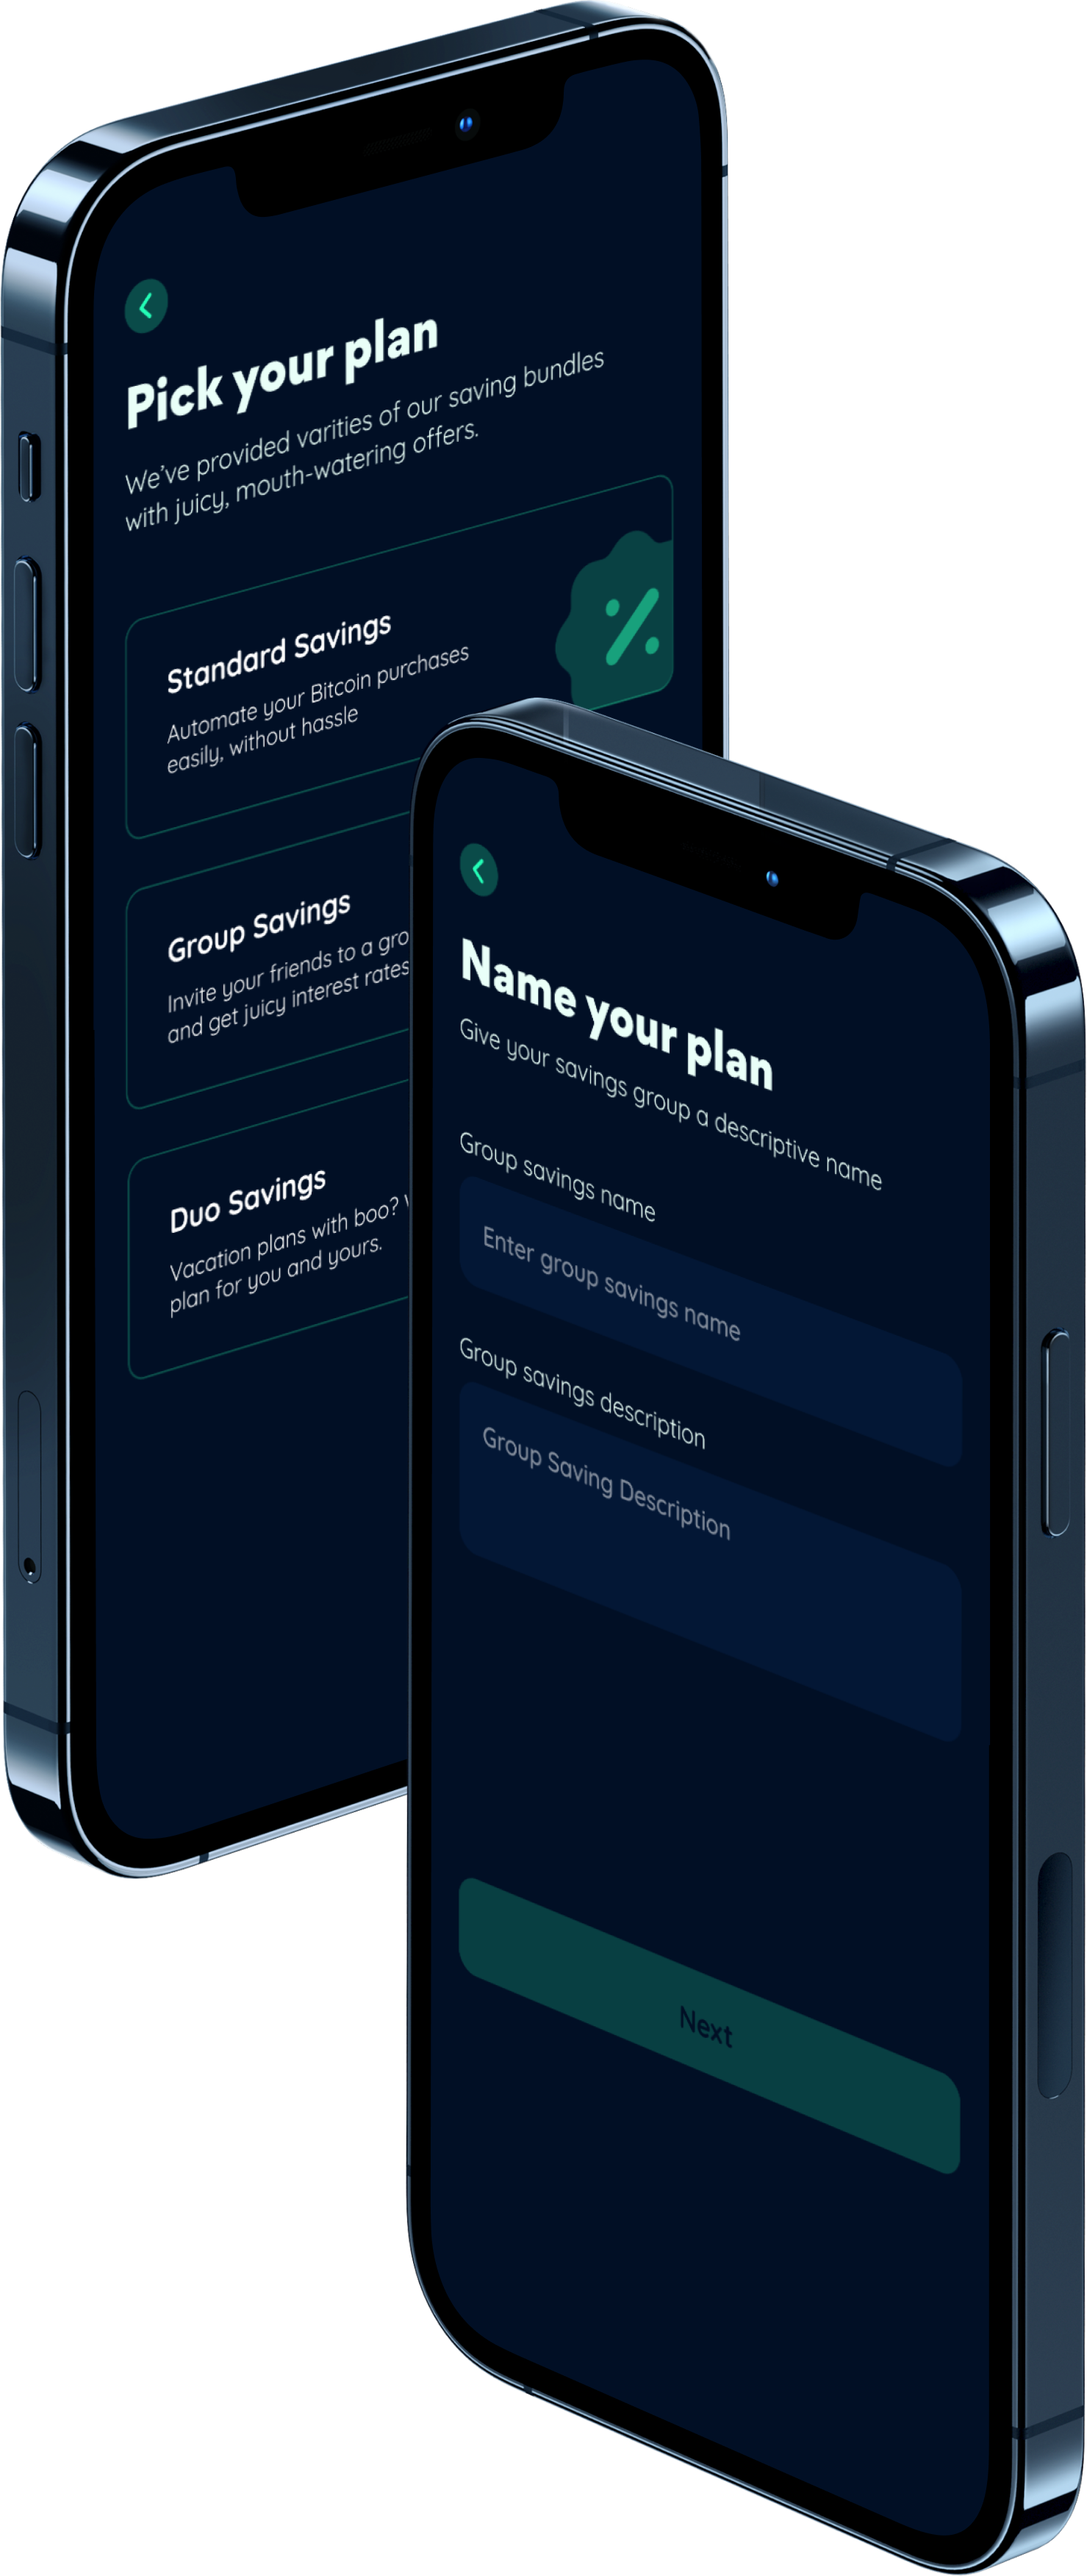 Pick your plan
We've provided varities of our saving bundles
with juicy, mouth-watering offers.
Standard Savings
Automate your Bitcoin purchases
easily, without hassle
Group Savings
Invite your friends to a
and get juicy interest rates
Duo Savings
Vacation plans with boo?
plan for you and yours.
Name your plan
Give your savings group a descriptive name
Group savings name
Enter group savings name
Group savings description
Group Saving Description
Next